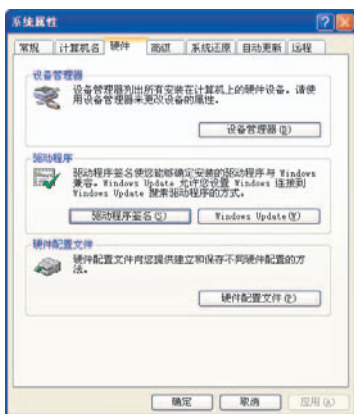 系统属性
常规 计算机名 硬件 高级 系统还原 自动更新 远程
设备管理器
设备管理器列出所有安装在计算机上的硬件设备。请使
用设备管理器来更改设备的属性。
设备管理器(D)
驱动程序
驱动程序签名使您能够确定安装的驱动程序与 Windows
兼容。Windows Update 允许您设置 Windows 连接到
Windows Update 搜索驱动程序的方式。
驱动程序签名(S) Windows Update(W)
硬件配置文件
硬件配置文件向您提供建立和保存不同硬件配置的方
法。
硬件配置文件(P)
确定 取消 应用(A)